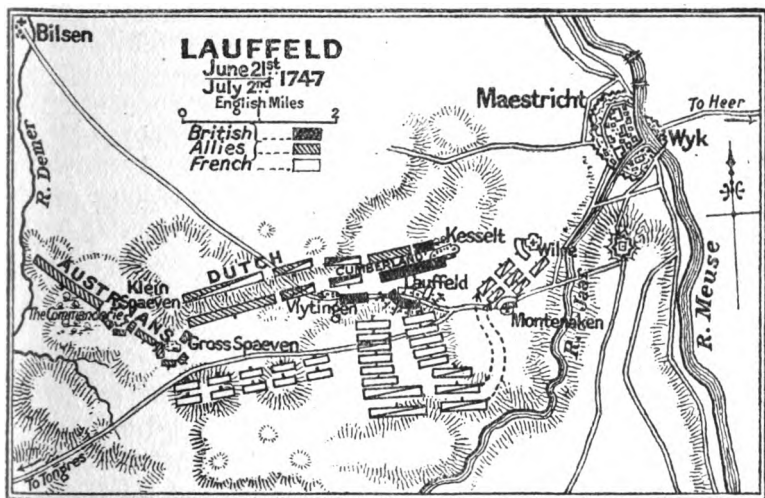 Bilsen
LAUFFELD
June 21st
July 2nd 1747
English Miles
0 1 2
British
Allies
French
Maestricht
To Heer
Wyk
R. Demer
DUTCH
CUMBERLAND
Kesselt
Wilre
AUSTRIANS
Klein
Spaeven
The Commanderie
Vlytingen
Lauffeld
Montenaken
R. Jaar
R. Meuse
Gross Spaeven
To Tongres